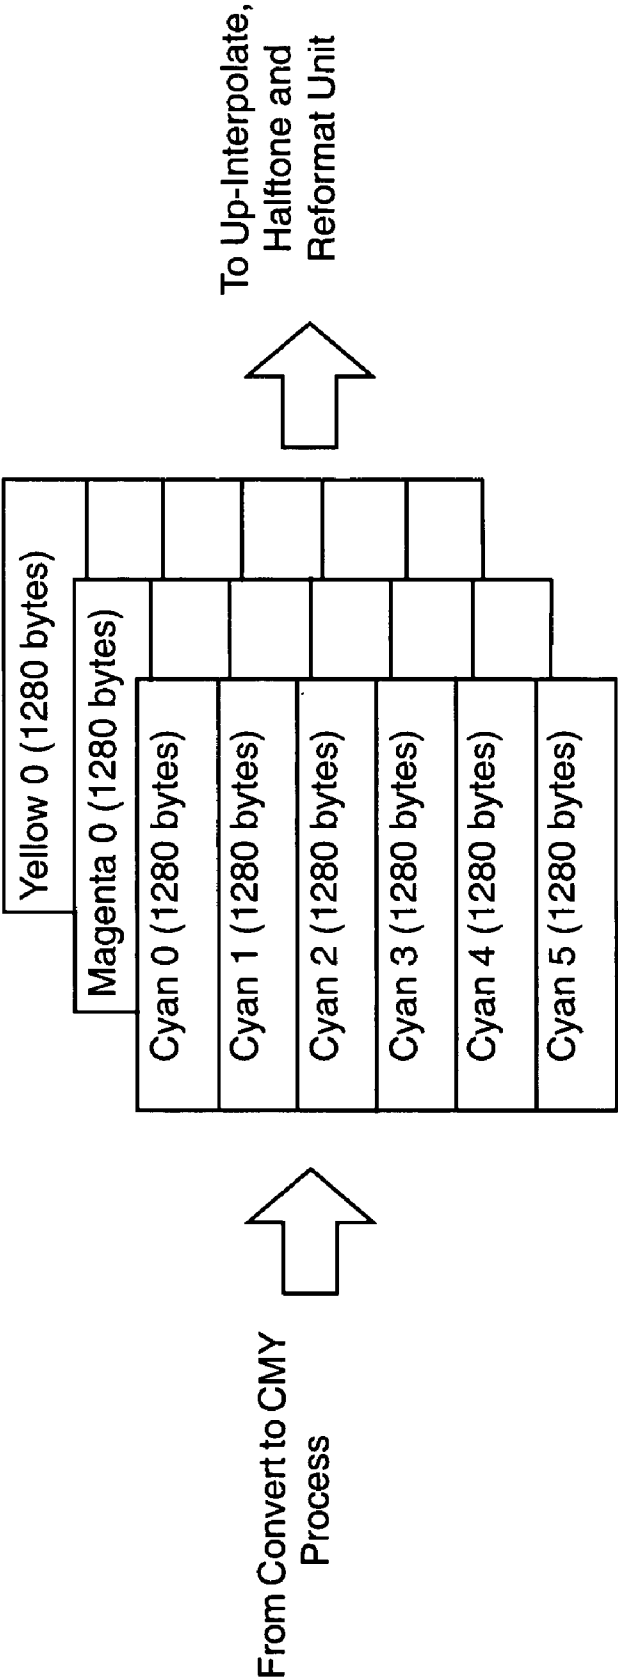 From Convert to CMY
Process
Yellow 0 (1280 bytes)
Magenta 0 (1280 bytes)
Cyan 0 (1280 bytes)
Cyan 1 (1280 bytes)
Cyan 2 (1280 bytes)
Cyan 3 (1280 bytes)
Cyan 4 (1280 bytes)
Cyan 5 (1280 bytes)
To Up-Interpolate,
Halftone and
Reformat Unit